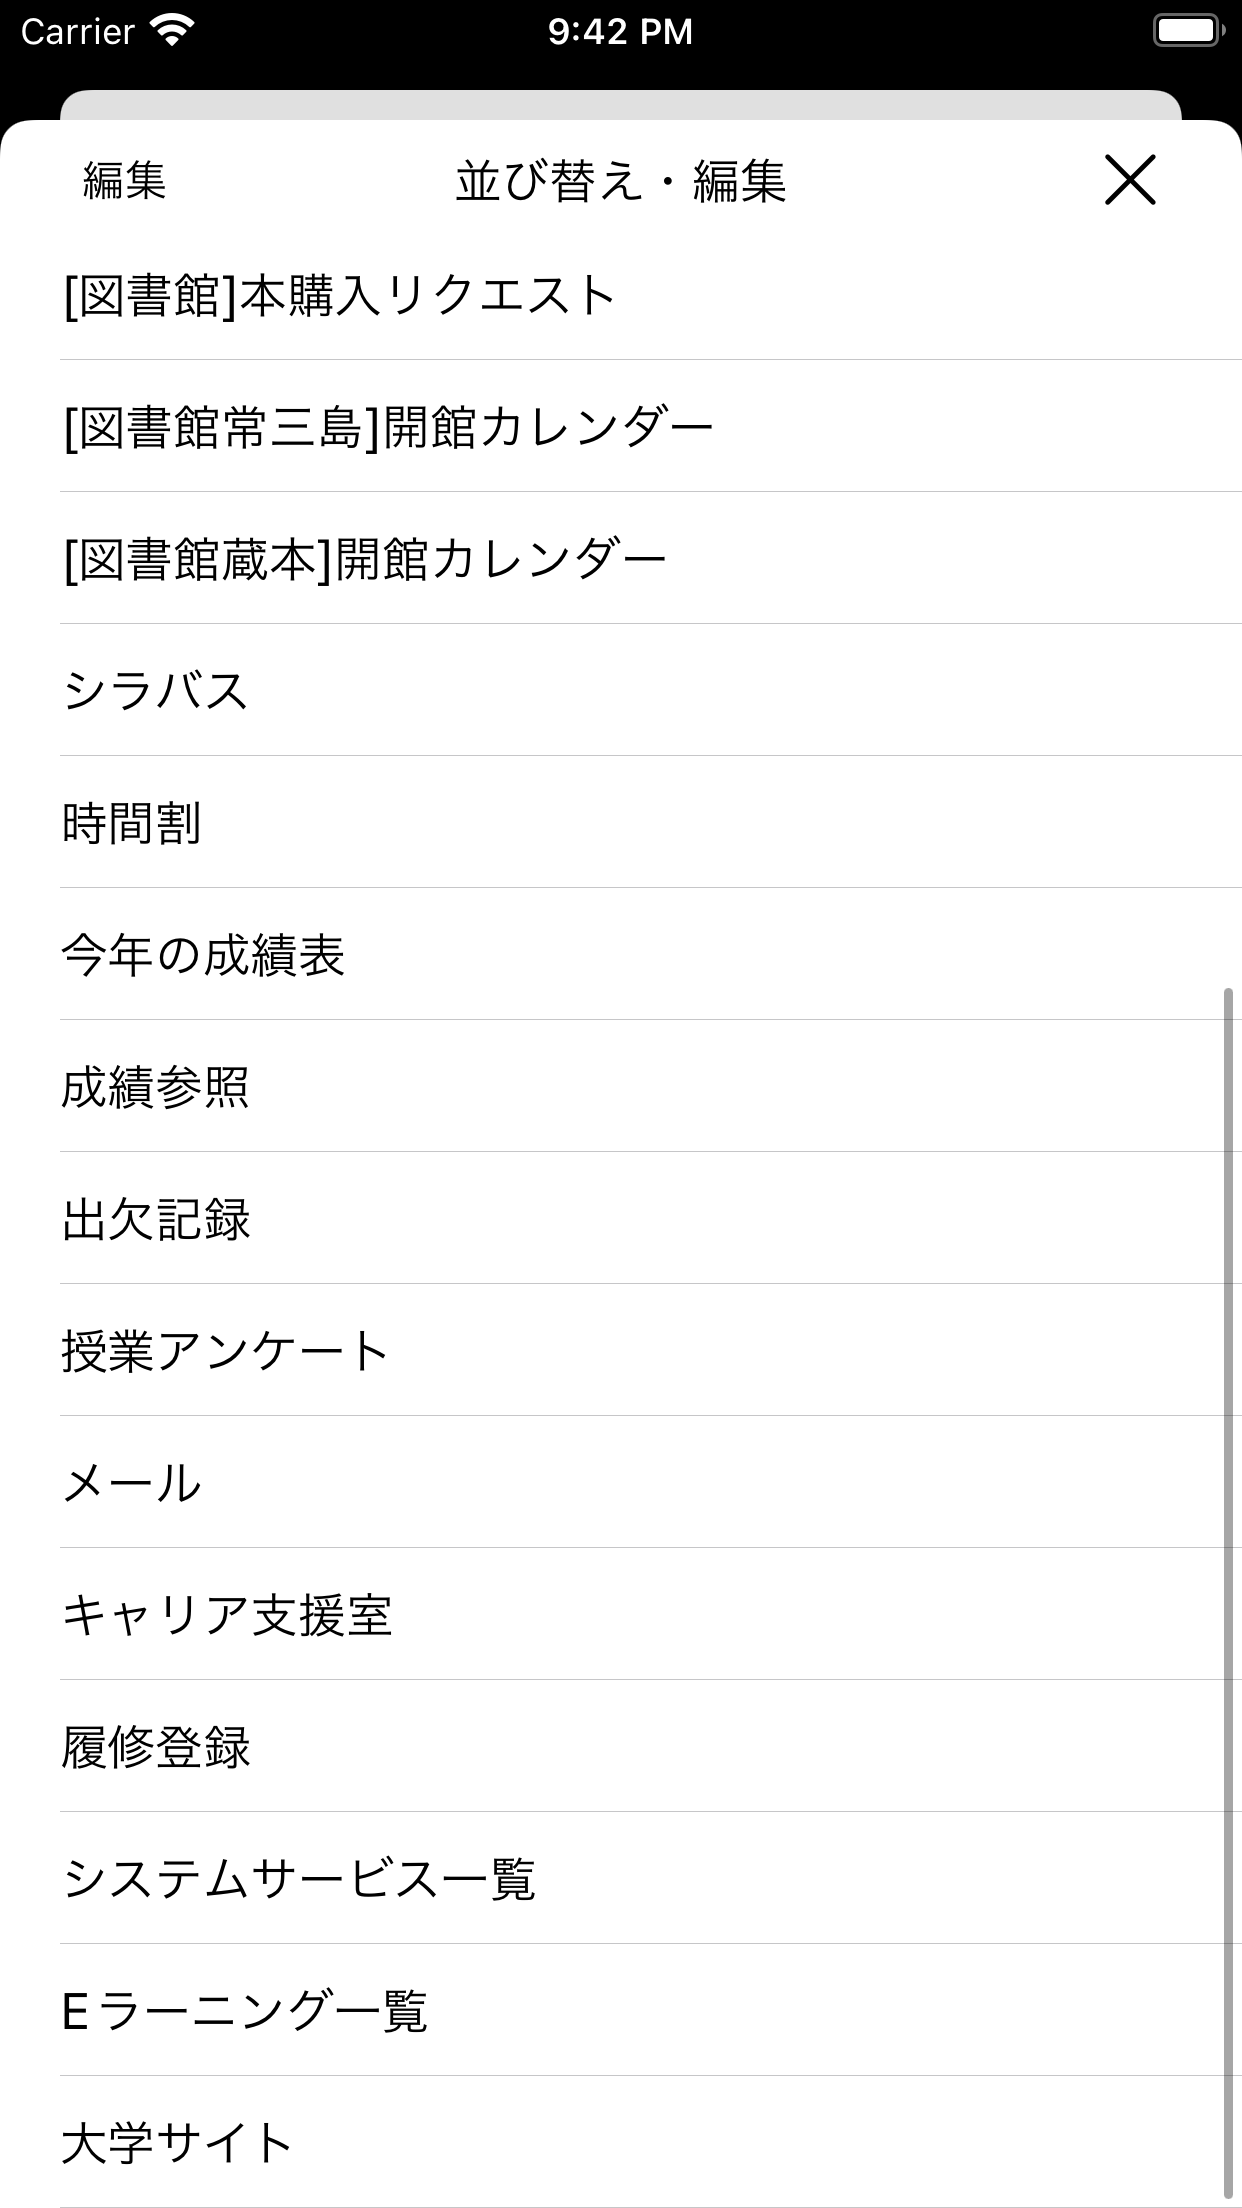 Carrier 9:42 PM
編集 並び替え・編集
[図書館]本購入リクエスト
[図書館常三島]開館カレンダー
[図書館蔵本]開館カレンダー
シラバス
時間割
今年の成績表
成績参照
出欠記録
授業アンケート
メール
キャリア支援室
履修登録
システムサービス一覧
Eラーニング一覧
大学サイト